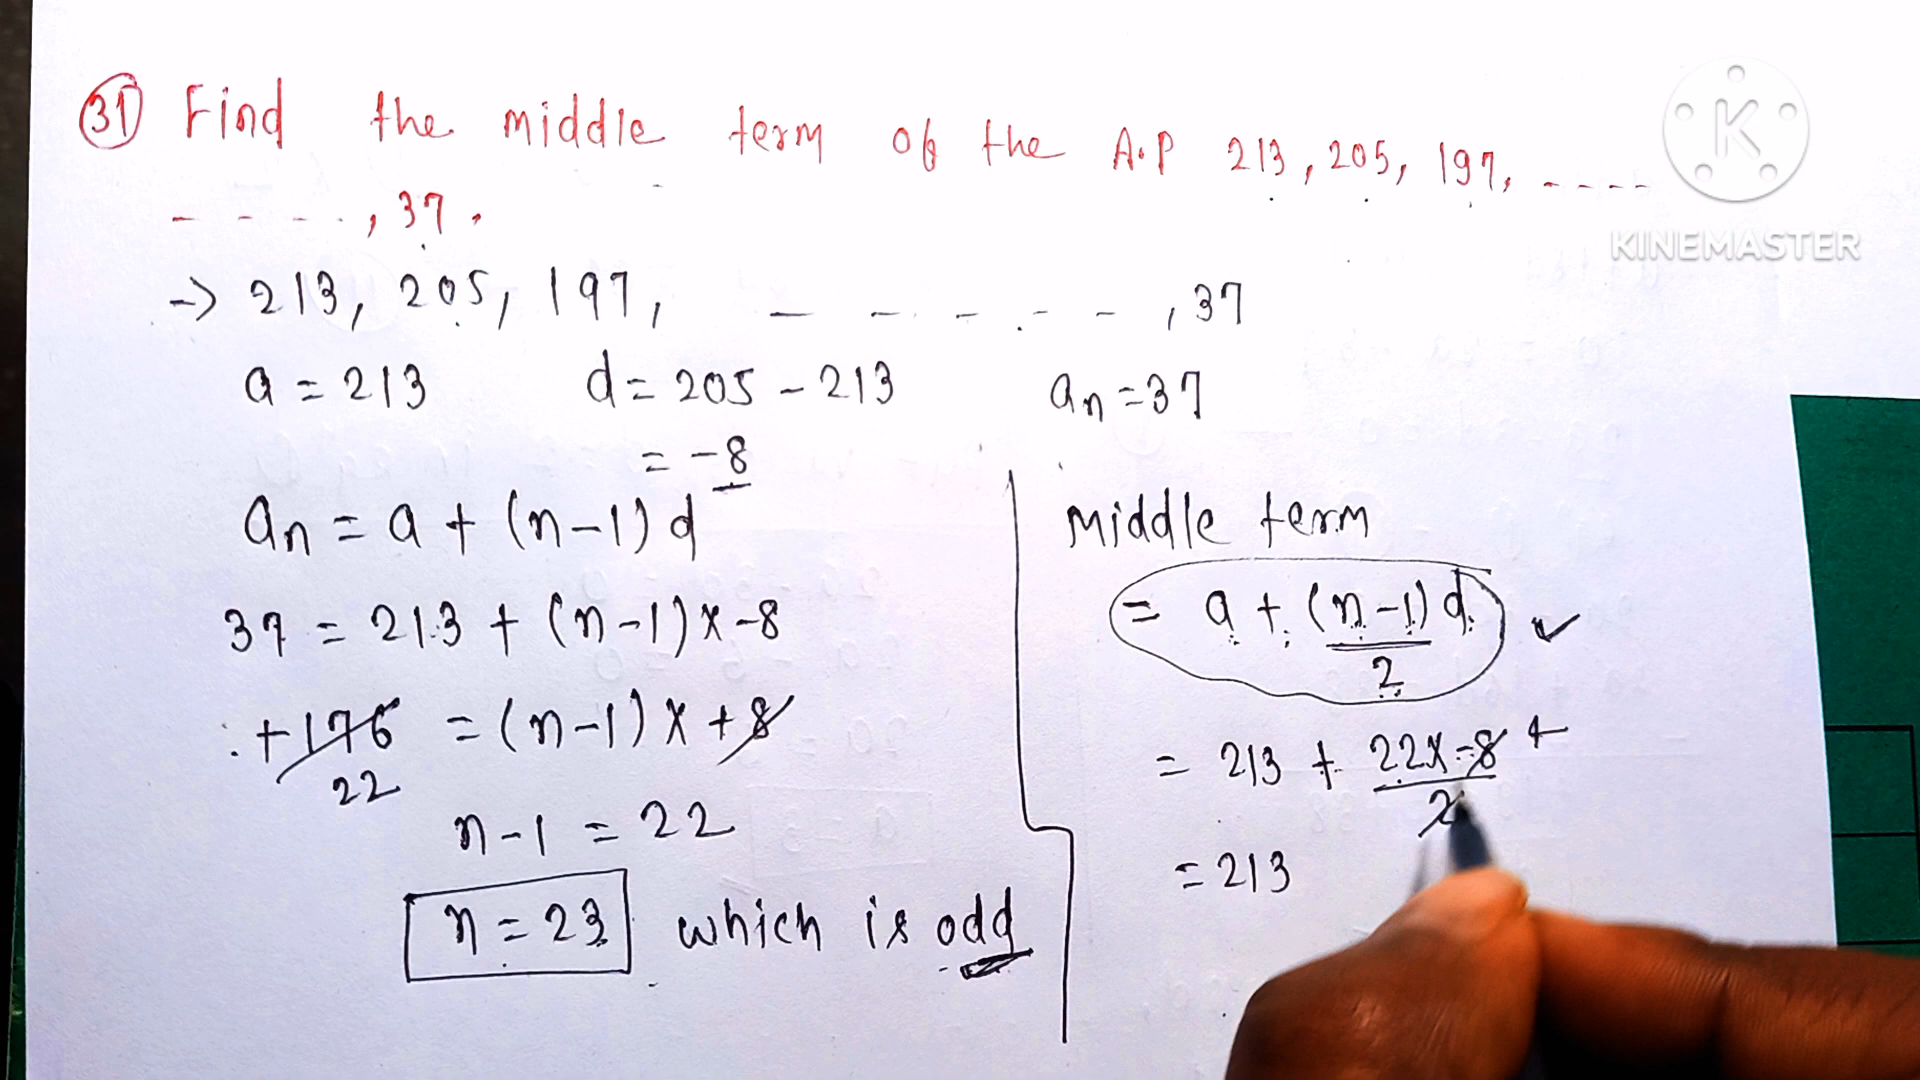 31 Find the middle term of the A.P 213, 205, 197, ----
- - - -, 37.
-> 213, 205, 197, _ _ _ _ _ , 37
a = 213 d = 205 - 213 an = 37
= -8
an = a + (n-1)d
37 = 213 + (n-1)x-8
+176 = (n-1)x+8
22
n-1 = 22
n = 23 which is odd
Middle term
= a + (n-1)d ✓
2
= 213 + 22x-8 4
2
= 213
K
KINEMASTER